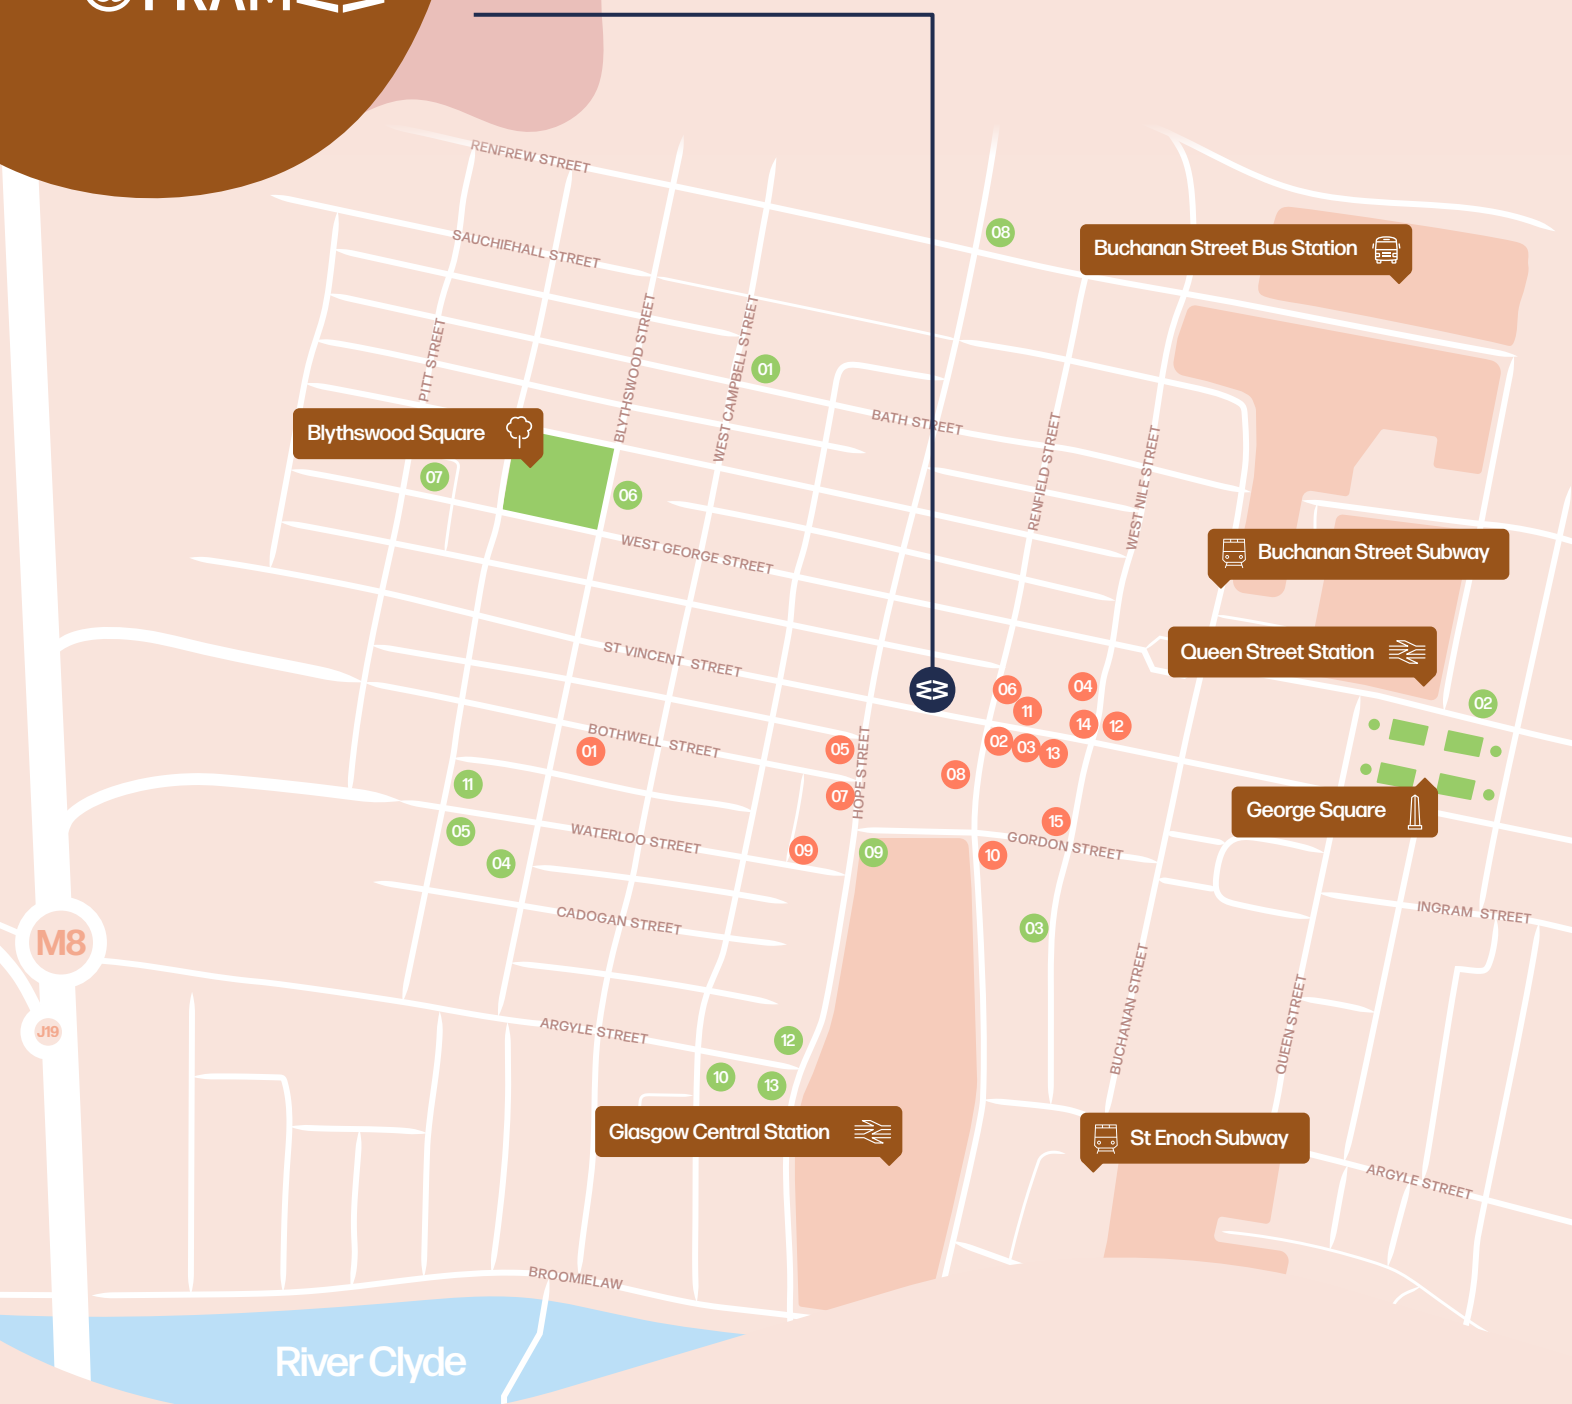 RENFREW STREET
SAUCHIEHALL STREET
08
Buchanan Street Bus Station
PITT STREET
BLYTHSWOOD STREET
WEST CAMPBELL STREET
01
BATH STREET
RENFIELD STREET
WEST NILE STREET
Blythswood Square
07
06
WEST GEORGE STREET
Buchanan Street Subway
Queen Street Station
ST VINCENT STREET
06
04
11
02
14
12
02
03
13
BOTHWELL STREET
01
05
HOPE STREET
08
11
07
George Square
05
WATERLOO STREET
15
GORDON STREET
09
09
10
04
CADOGAN STREET
INGRAM STREET
03
M8
BUCHANAN STREET
QUEEN STREET
J19
ARGYLE STREET
12
10
13
Glasgow Central Station
St Enoch Subway
ARGYLE STREET
BROOMIELAW
River Clyde